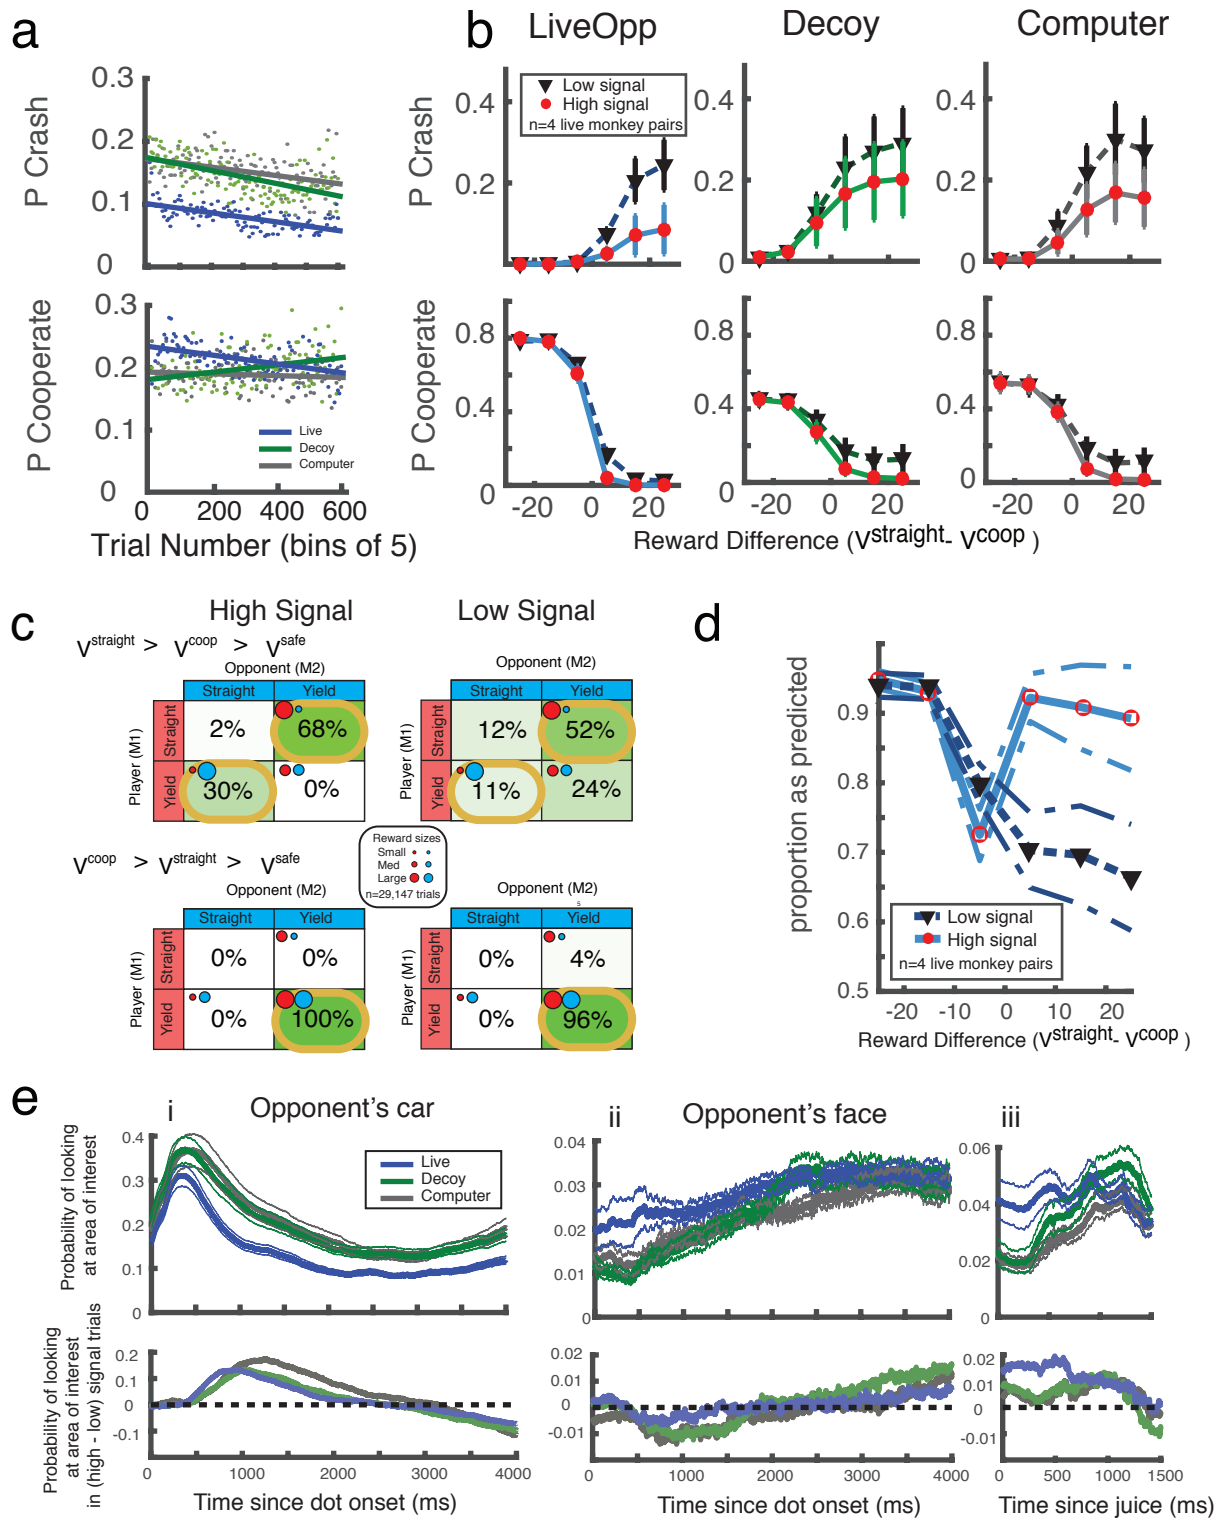 a
P Crash
0.3
0.2
0.1
0
P Cooperate
0.3
0.2
0.1
0
Live
Decoy
Computer
0
200
400
600
Trial Number (bins of 5)
b
LiveOpp
Decoy
Computer
P Crash
0.4
0.2
0
Low signal
High signal
n=4 live monkey pairs
0.4
0.2
0
0.4
0.2
0
P Cooperate
0.8
0.4
0
0.8
0.4
0
0.8
0.4
0
-20 0 20
-20 0 20
-20 0 20
Reward Difference (Vstraight- Vcoop )
c
High Signal
Low Signal
Vstraight > Vcoop > Vsafe
Opponent (M2)
Straight Yield
Player (M1)
Straight
2% 68%
Yield
30% 0%
Opponent (M2)
Straight Yield
Player (M1)
Straight
12% 52%
Yield
11% 24%
Reward sizes
Small
Med
Large
n=29,147 trials
Vcoop > Vstraight > Vsafe
Opponent (M2)
Straight Yield
Player (M1)
Straight
0% 0%
Yield
0% 100%
Opponent (M2)
s
Straight Yield
Player (M1)
Straight
0% 4%
Yield
0% 96%
d
proportion as predicted
0.9
0.8
0.7
0.6
0.5
Low signal
High signal
n=4 live monkey pairs
-20 -10 0 10 20
Reward Difference (Vstraight- Vcoop )
e
i
Opponent's car
Probability of looking
at area of interest
0.4
0.3
0.2
0.1
0
Live
Decoy
Computer
Probability of looking
at area of interest
in (high - low) signal trials
0.2
0.1
0
-0.1
0 1000 2000 3000 4000
Time since dot onset (ms)
ii
Opponent's face
0.04
0.03
0.02
0.01
0
0.02
0.01
0
-0.01
0 1000 2000 3000 4000
Time since dot onset (ms)
iii
0.06
0.04
0.02
0
0.02
0.01
0
-0.01
0 500 1000 1500
Time since juice (ms)